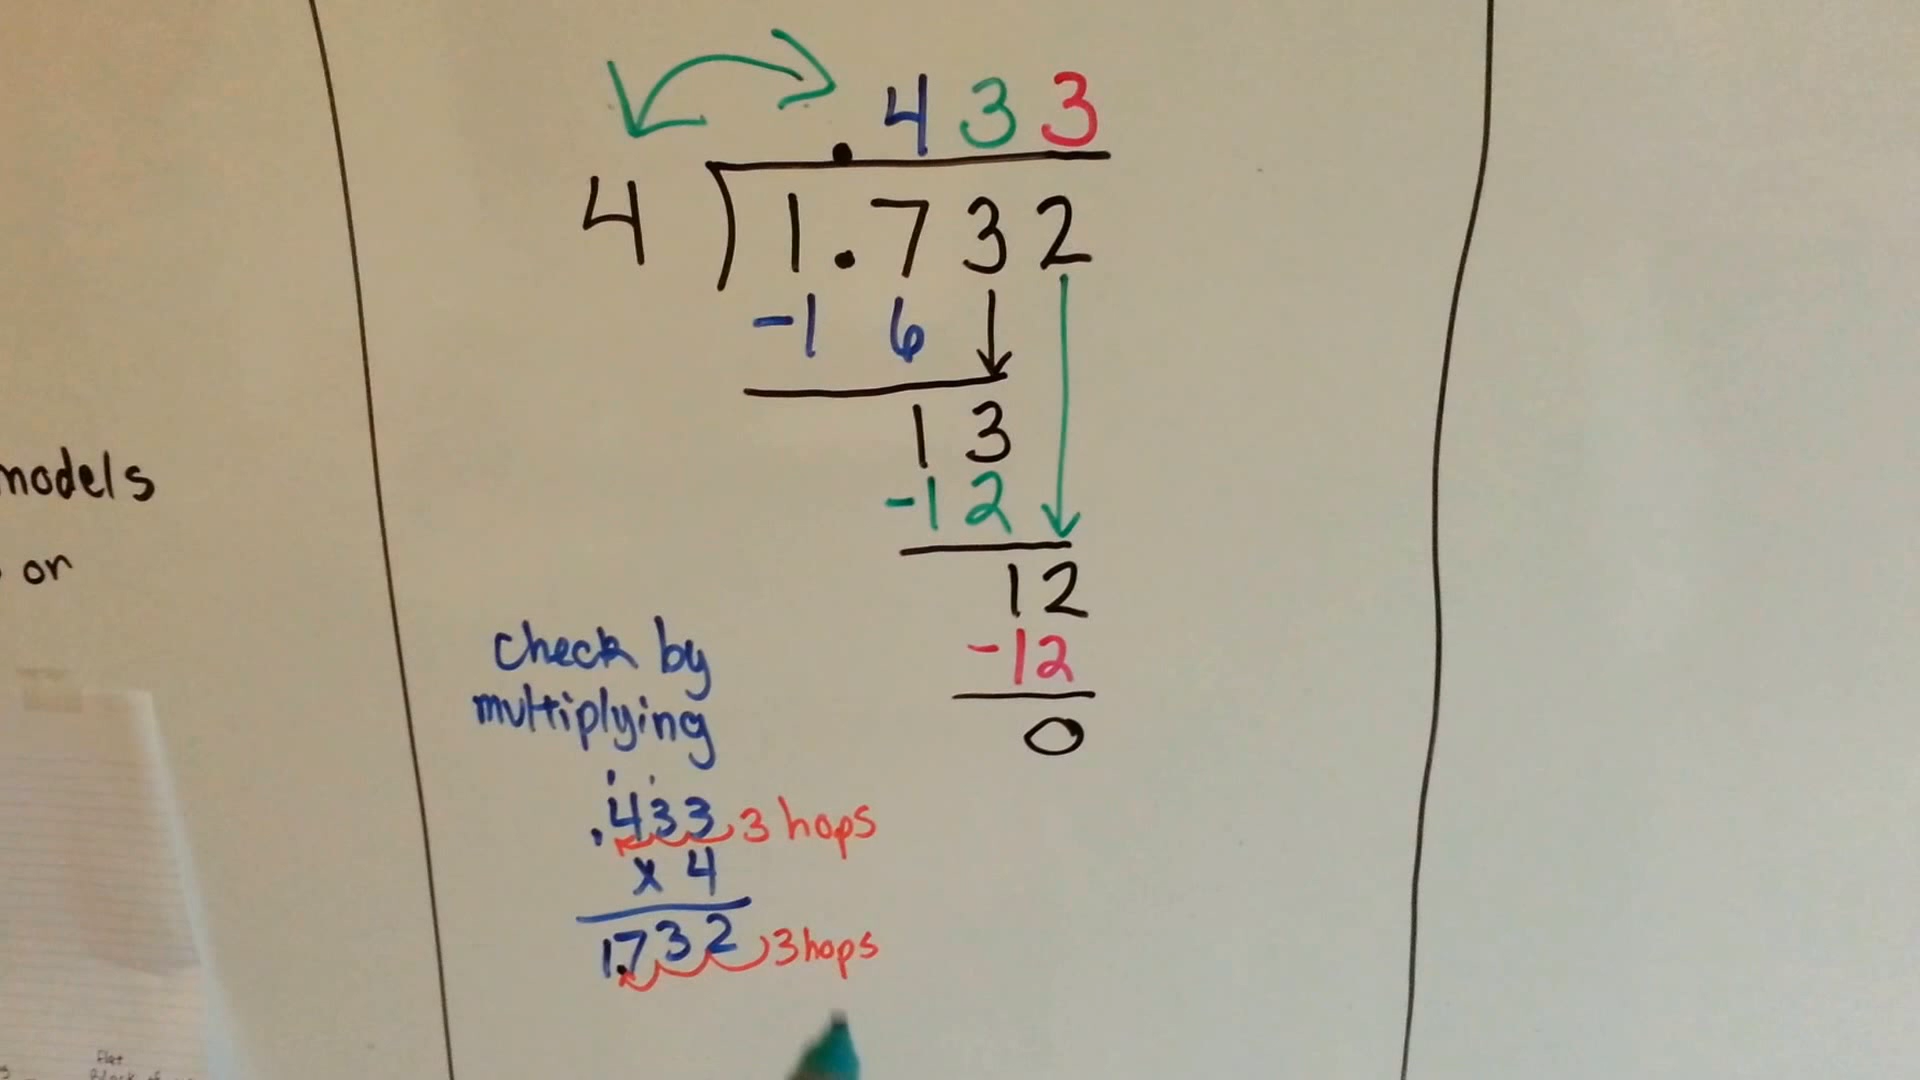 .433
4)1.732
-16
13
-12
12
-12
0
models
or
check by
multiplying
.433 3 hops
x 4
1.732 3 hops
flat